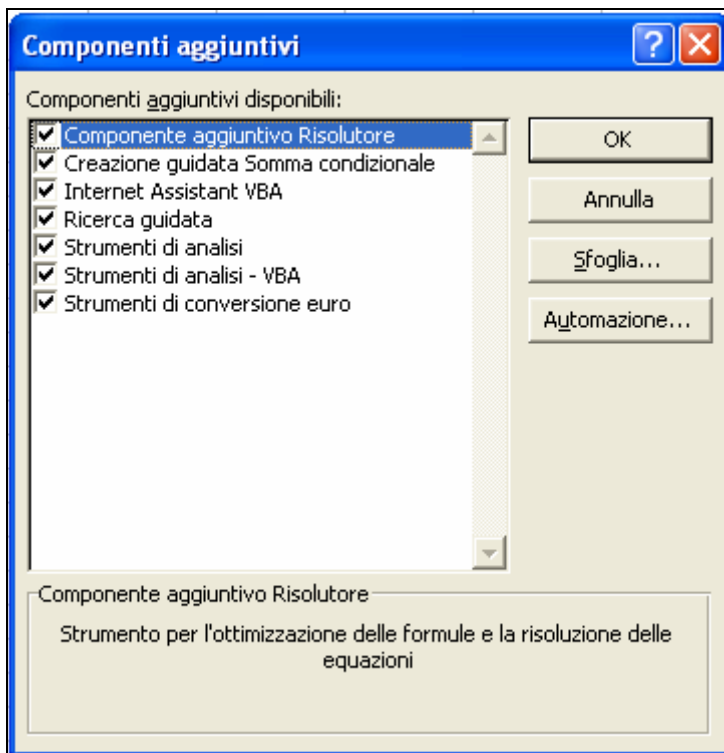 Componenti aggiuntivi
Componenti aggiuntivi disponibili:
Componente aggiuntivo Risolutore
Creazione guidata Somma condizionale
Internet Assistant VBA
Ricerca guidata
Strumenti di analisi
Strumenti di analisi - VBA
Strumenti di conversione euro
OK
Annulla
Sfoglia...
Automazione...
Componente aggiuntivo Risolutore
Strumento per l'ottimizzazione delle formule e la risoluzione delle
equazioni